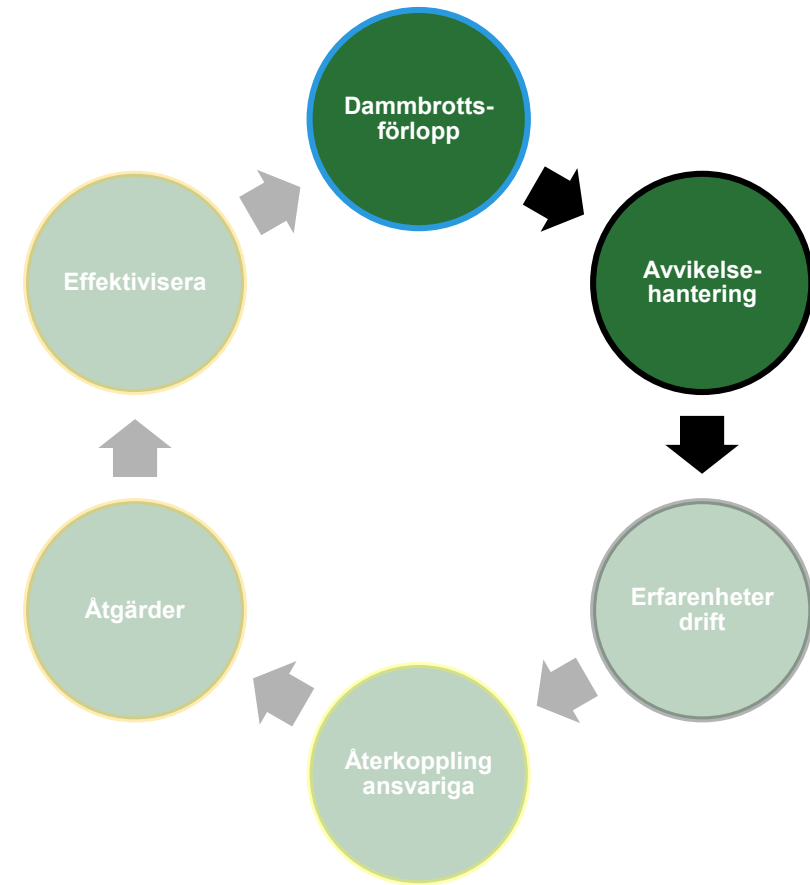 Dammbrotts-
förlopp
Avvikelse-
hantering
Erfarenheter
drift
Återkoppling
ansvariga
Åtgärder
Effektivisera